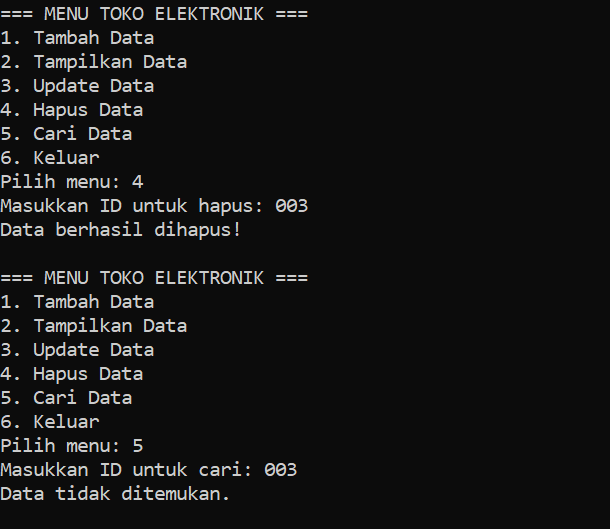 === MENU TOKO ELEKTRONIK ===
1. Tambah Data
2. Tampilkan Data
3. Update Data
4. Hapus Data
5. Cari Data
6. Keluar
Pilih menu: 4
Masukkan ID untuk hapus: 003
Data berhasil dihapus!

=== MENU TOKO ELEKTRONIK ===
1. Tambah Data
2. Tampilkan Data
3. Update Data
4. Hapus Data
5. Cari Data
6. Keluar
Pilih menu: 5
Masukkan ID untuk cari: 003
Data tidak ditemukan.